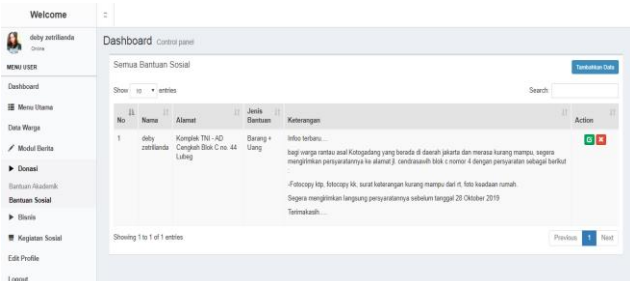 Welcome
deby zetrilianda
Online
MENU USER
Dashboard
Menu Utama
Data Warga
Modul Berita
Donasi
Bantuan Akademik
Bantuan Sosial
Bisnis
Kegiatan Sosial
Edit Profile
Logout
Dashboard Control panel
Semua Bantuan Sosial
Tambahkan Data
Show 10 entries
Search:
No Nama Alamat Jenis Bantuan Keterangan Action
1 deby zetrilianda Komplek TNI - AD Cengkeh Blok C no. 44 Lubeg Barang + Uang Infoo terbaru....
bagi warga rantau asal Kotogadang yang berada di daerah jakarta dan merasa kurang mampu, segera
mengirimkan persyaratannya ke alamat jl. cendrasawih blok c nomor 4 dengan persyaratan sebagai barikut
:
-Fotocopy ktp, fotocopy kk, surat keterangan kurang mampu dari rt, foto keadaan rumah.
Segera mengirimkan langsung persyaratannya sebelum tanggal 28 Oktober 2019
Terimakasih....
Showing 1 to 1 of 1 entries
Previous 1 Next